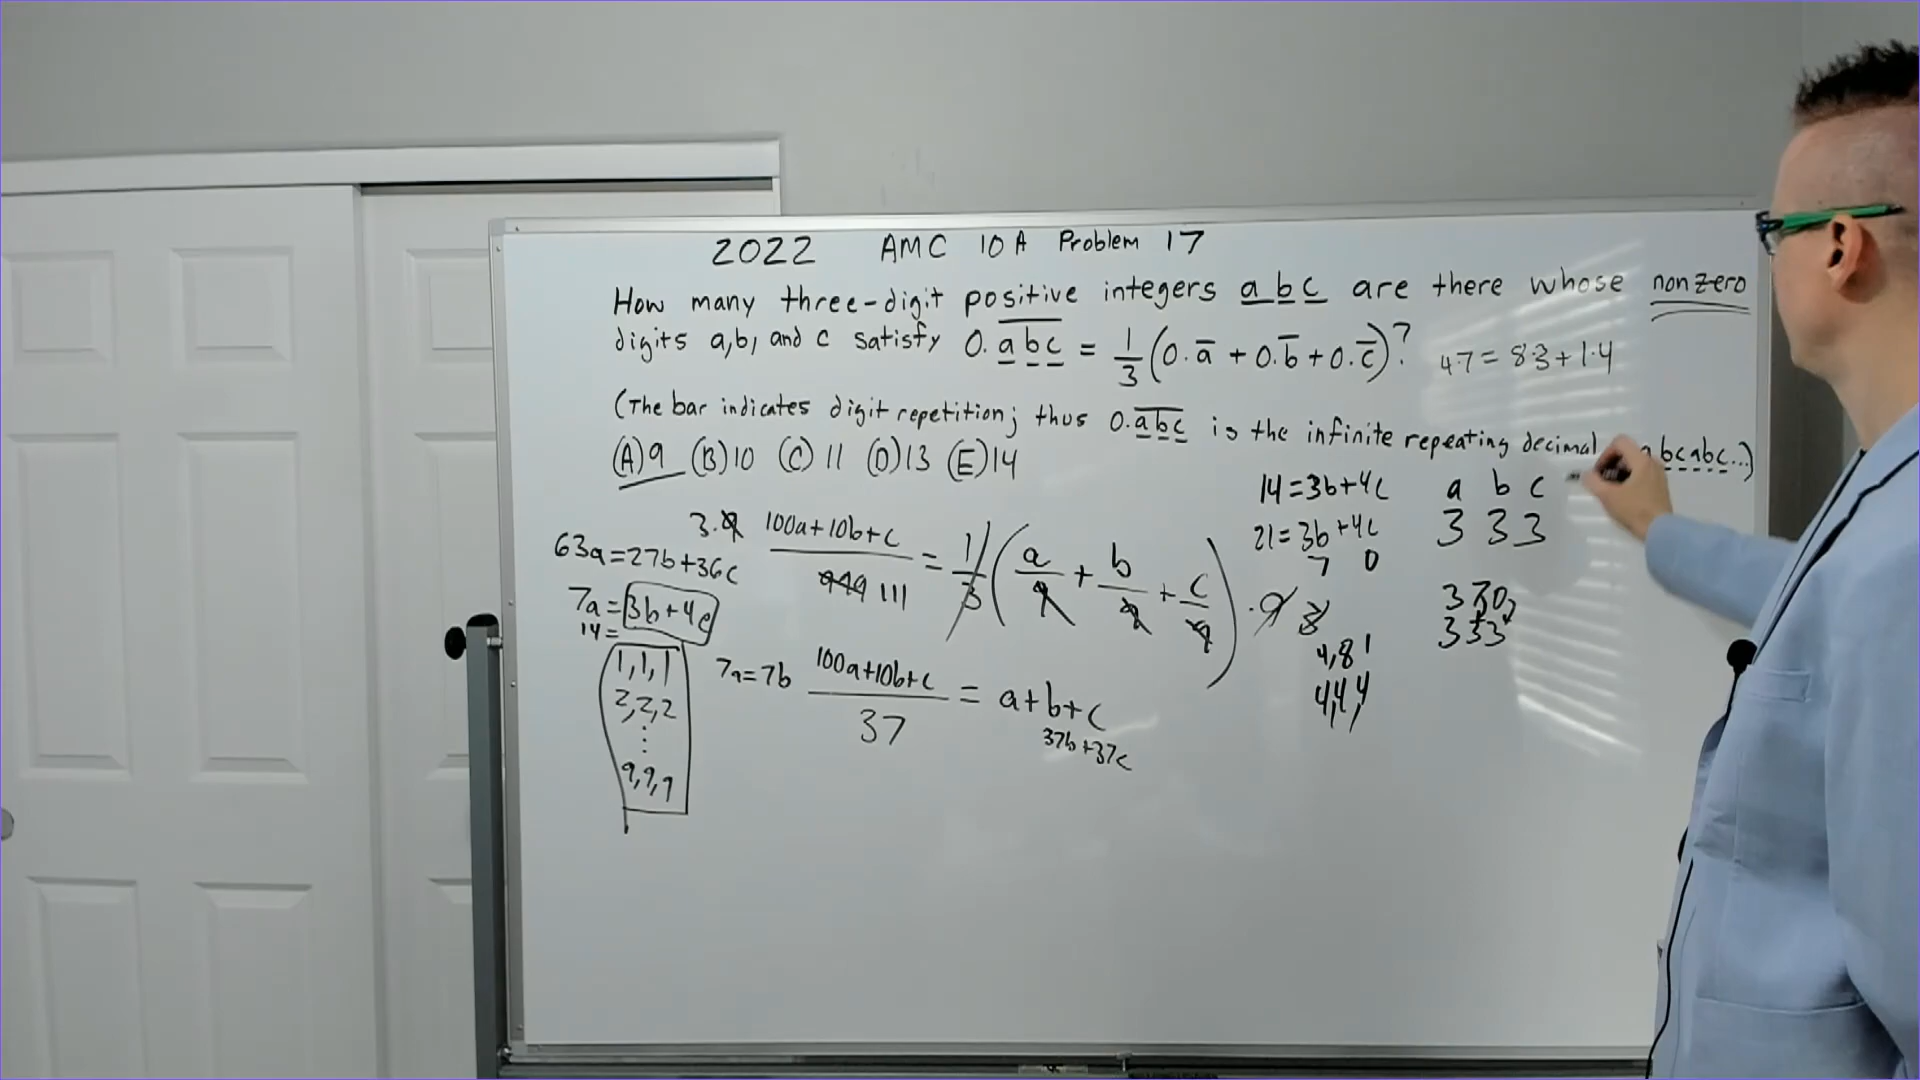 2022 AMC 10A Problem 17
How many three-digit positive integers a b c are there whose nonzero
digits a,b, and c satisfy 0.a̅b̅c̅ = 1/3 (0.a̅ + 0.b̅ + 0.c̅)?
4·7 = 8·3 + 1·4
(The bar indicates digit repetition; thus 0.a̅b̅c̅ is the infinite repeating decimal abcabc...)
(A) 9 (B) 10 (C) 11 (D) 13 (E) 14
3·9 (100a+10b+c)/999 111 = 1/3 (a/9 + b/9 + c/9) ·9
63a = 27b + 36c
7a = 3b + 4c
14 =
1,1,1
2,2,2
⋮
9,9,9
7a = 7b
(100a+10b+c)/37 = a+b+c
37b + 37c
14 = 3b + 4c
21 = 3b + 4c
7 0
4,8 1
4,4,4
a b c
3 3 3
3 7 0
3 3 3